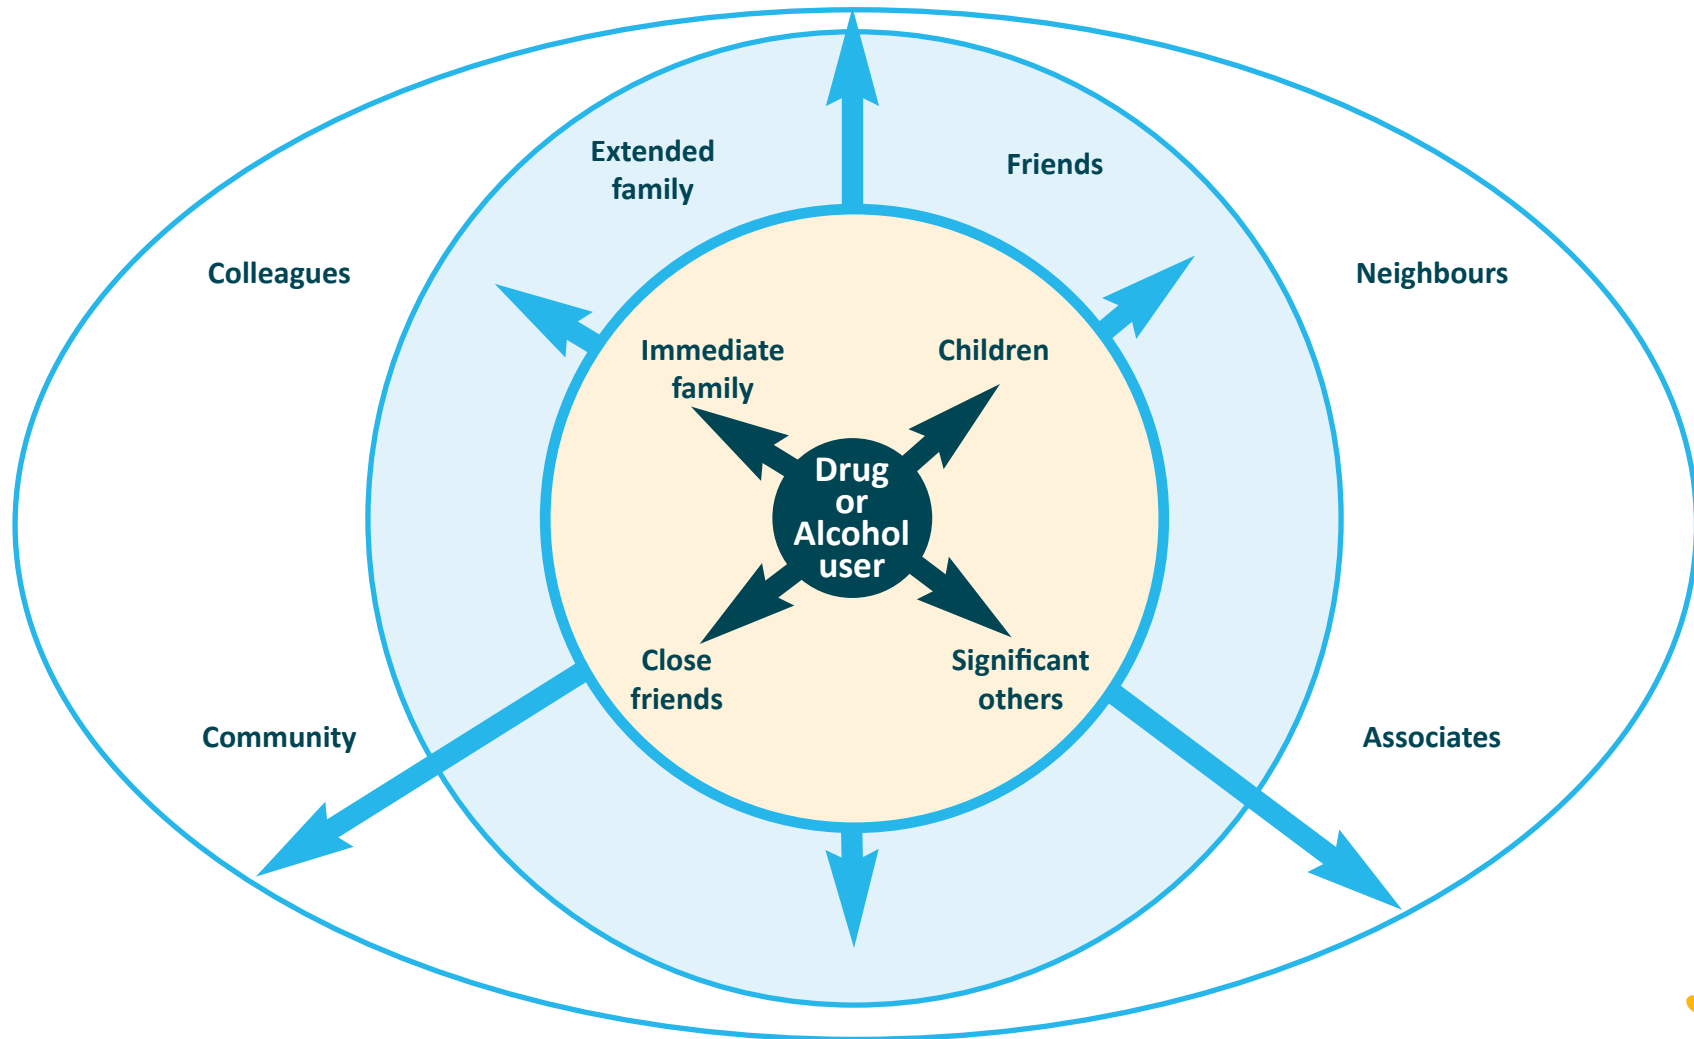 Extended
family
Friends
Colleagues
Neighbours
Immediate
family
Children
Drug
or
Alcohol
user
Close
friends
Significant
others
Community
Associates